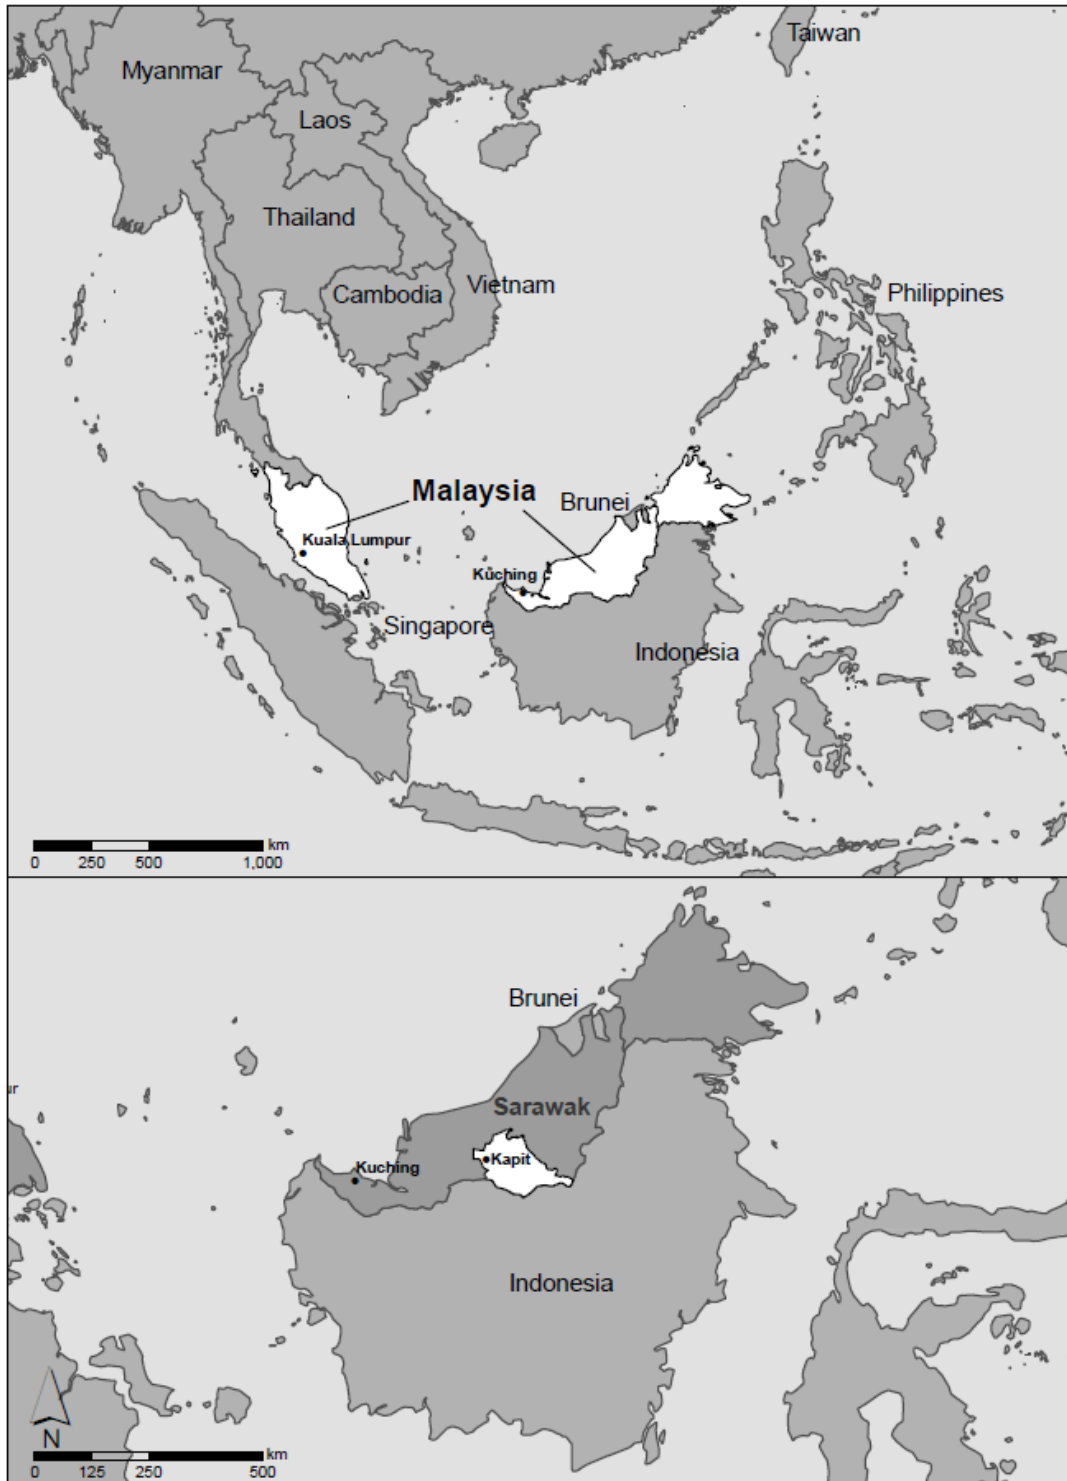 Taiwan
Myanmar
Laos
Thailand
Cambodia
Vietnam
Philippines
Malaysia
Brunei
Kuala Lumpur
Kuching
Singapore
Indonesia
km
0 250 500 1,000
Brunei
ur
Sarawak
Kuching
Kapit
Indonesia
N
km
0 125 250 500